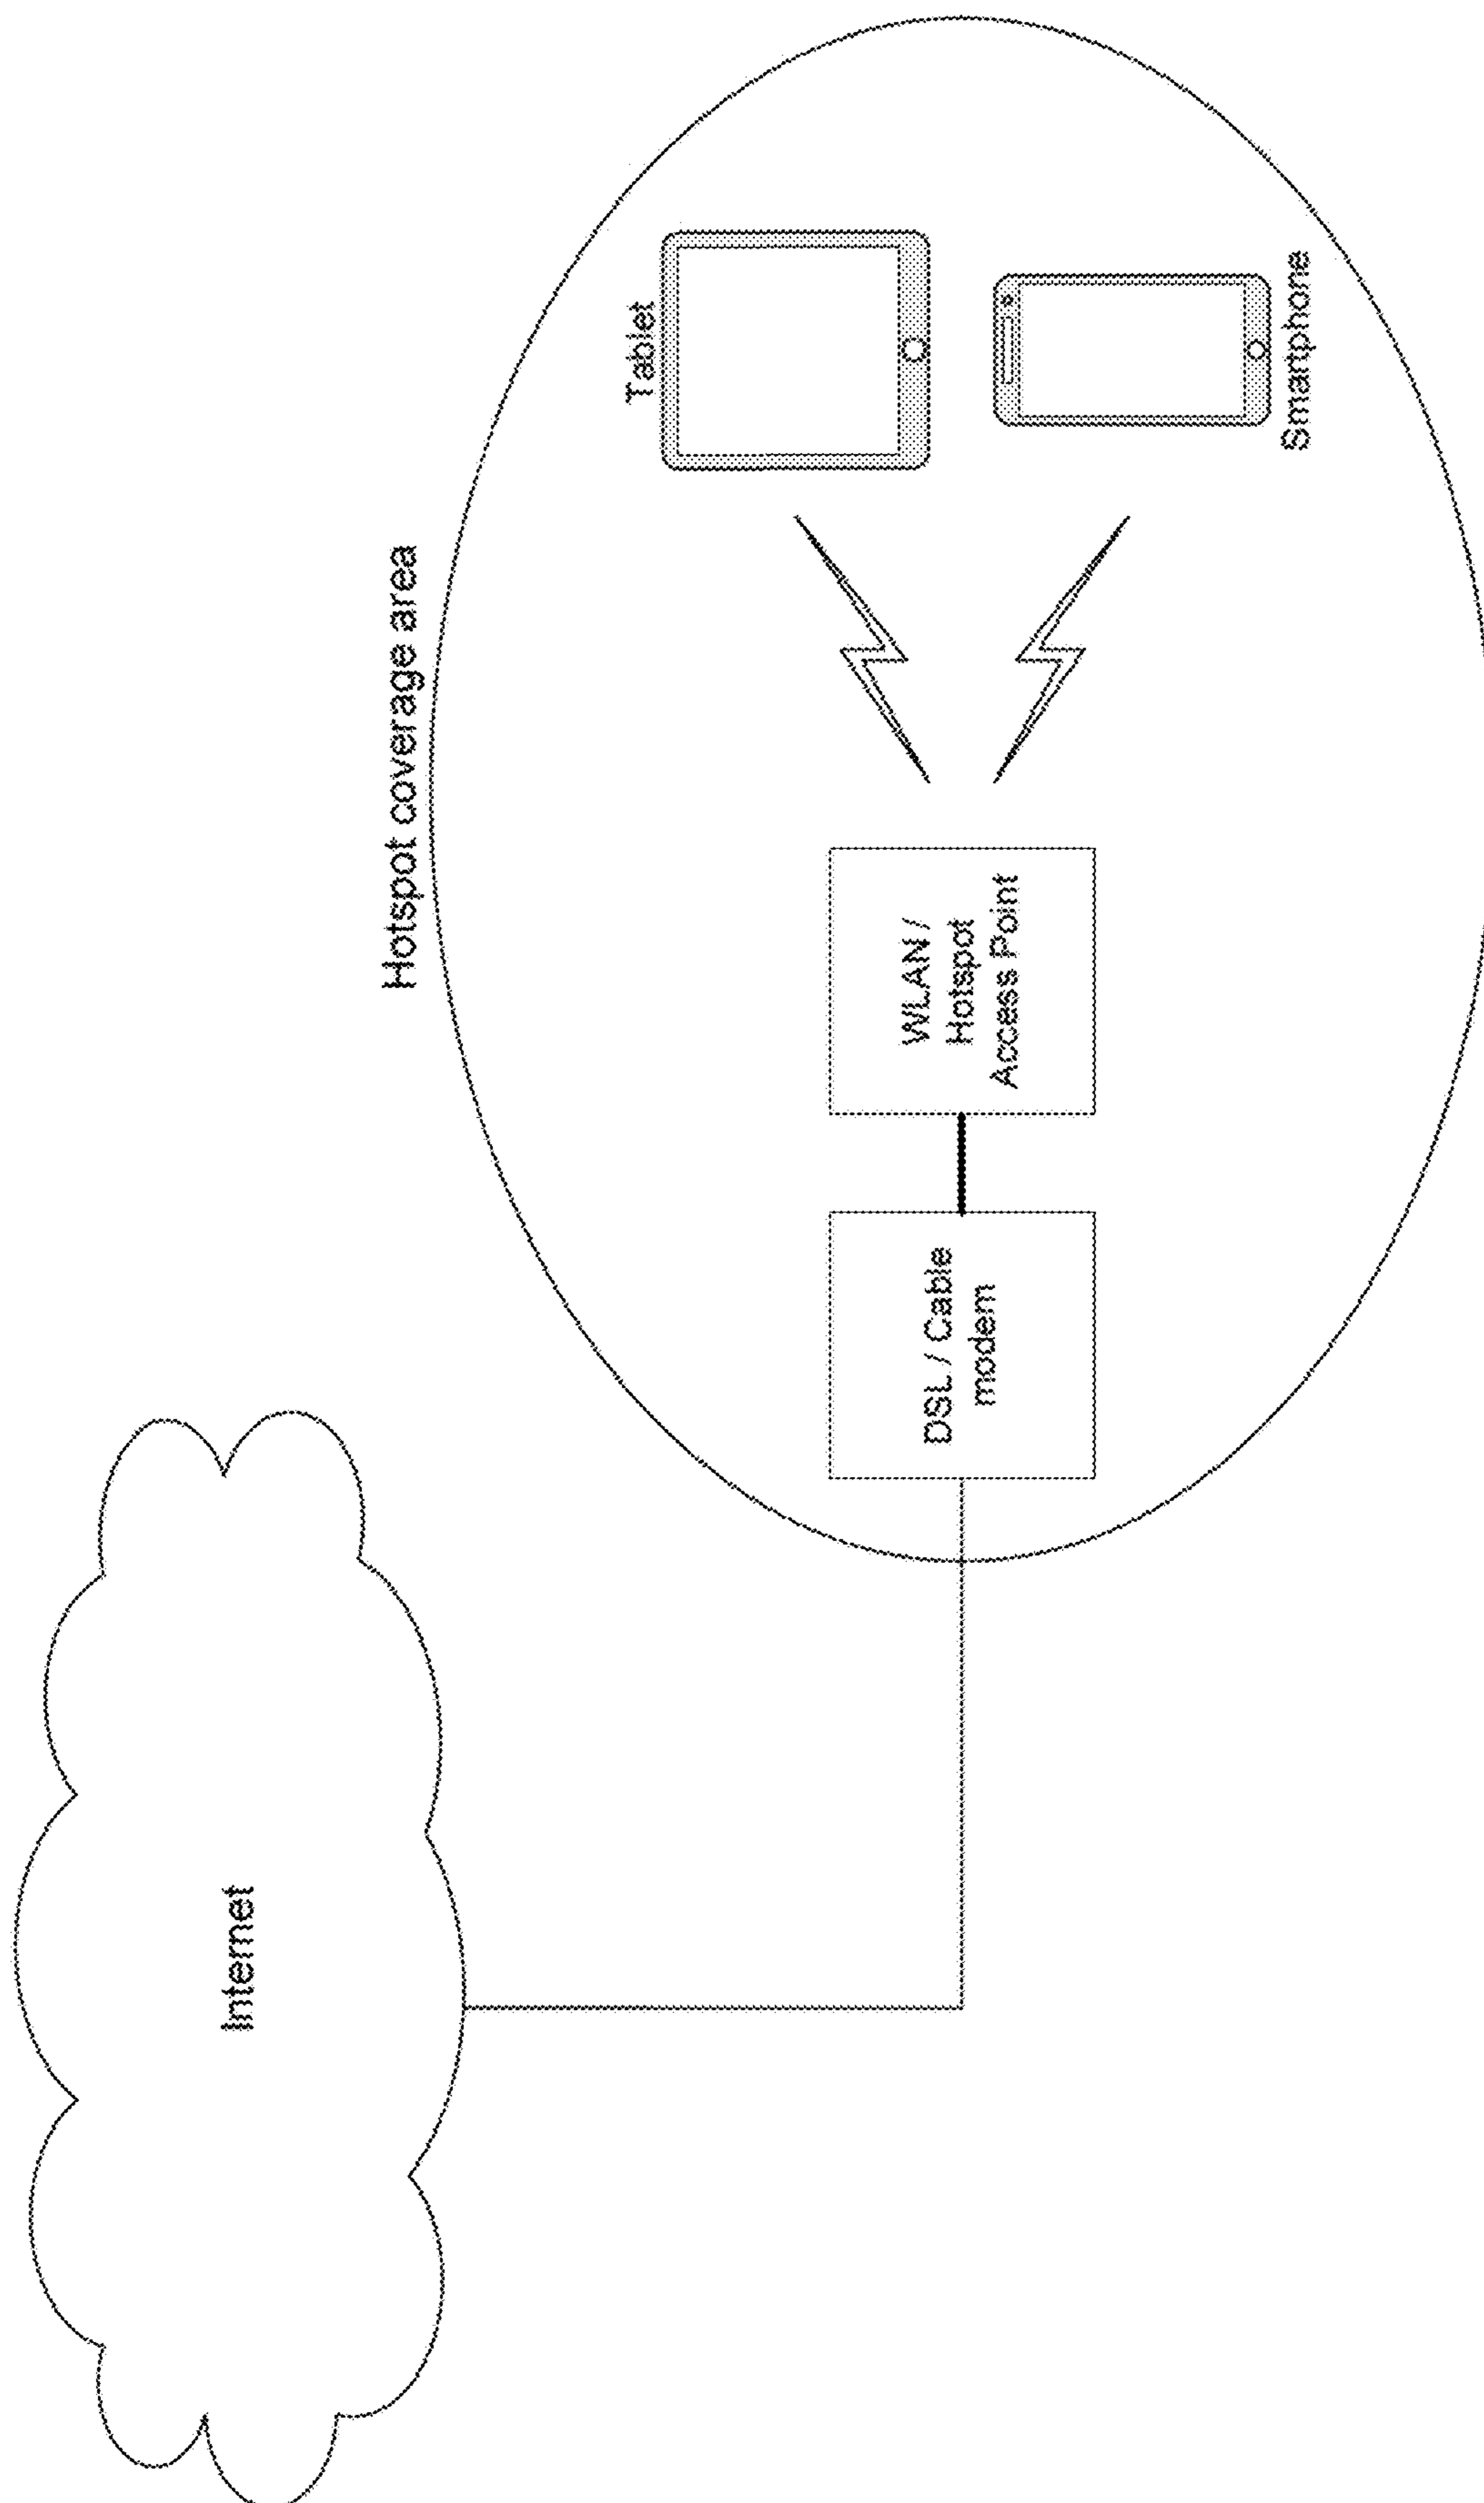 Internet
Hotspot coverage area
DSL / Cable
modem
WLAN /
Hotspot
Access Point
Tablet
Smartphone